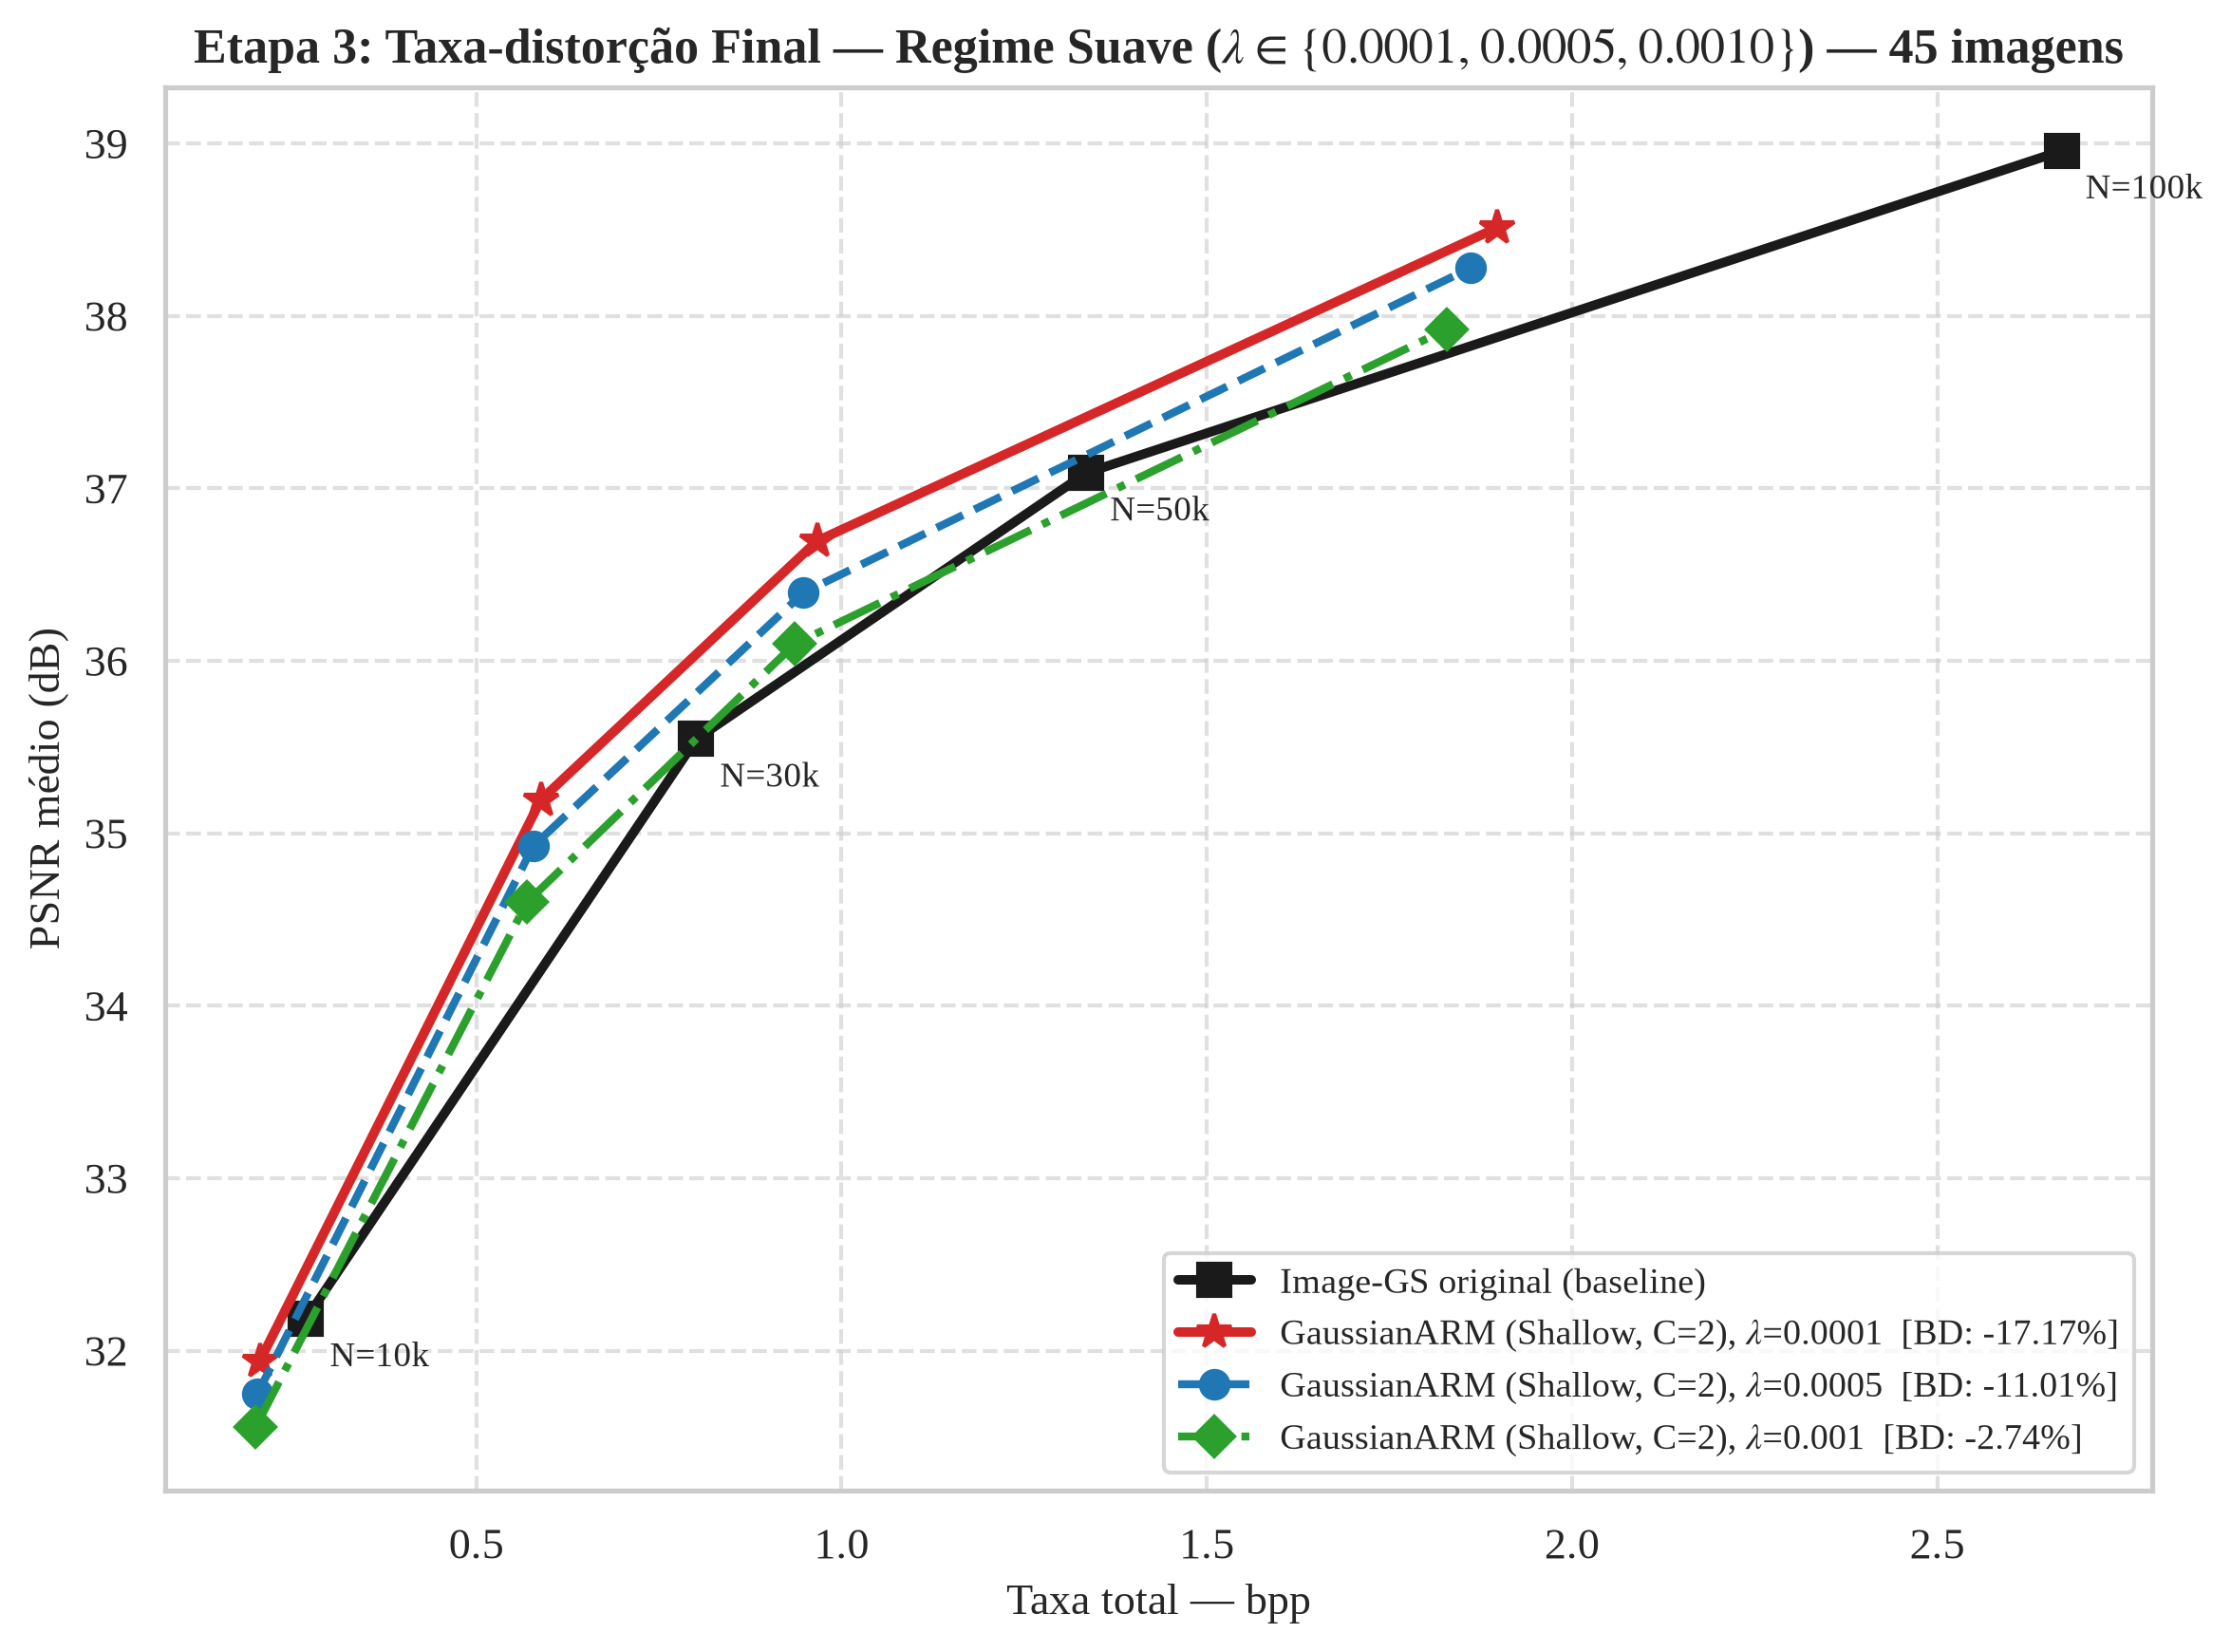 Etapa 3: Taxa-distorção Final — Regime Suave (λ ∈ {0.0001, 0.0005, 0.0010}) — 45 imagens
39
38
37
36
35
34
33
32
PSNR médio (dB)
N=100k
N=50k
N=30k
N=10k
Image-GS original (baseline)
GaussianARM (Shallow, C=2), λ=0.0001 [BD: -17.17%]
GaussianARM (Shallow, C=2), λ=0.0005 [BD: -11.01%]
GaussianARM (Shallow, C=2), λ=0.001 [BD: -2.74%]
0.5 1.0 1.5 2.0 2.5
Taxa total — bpp